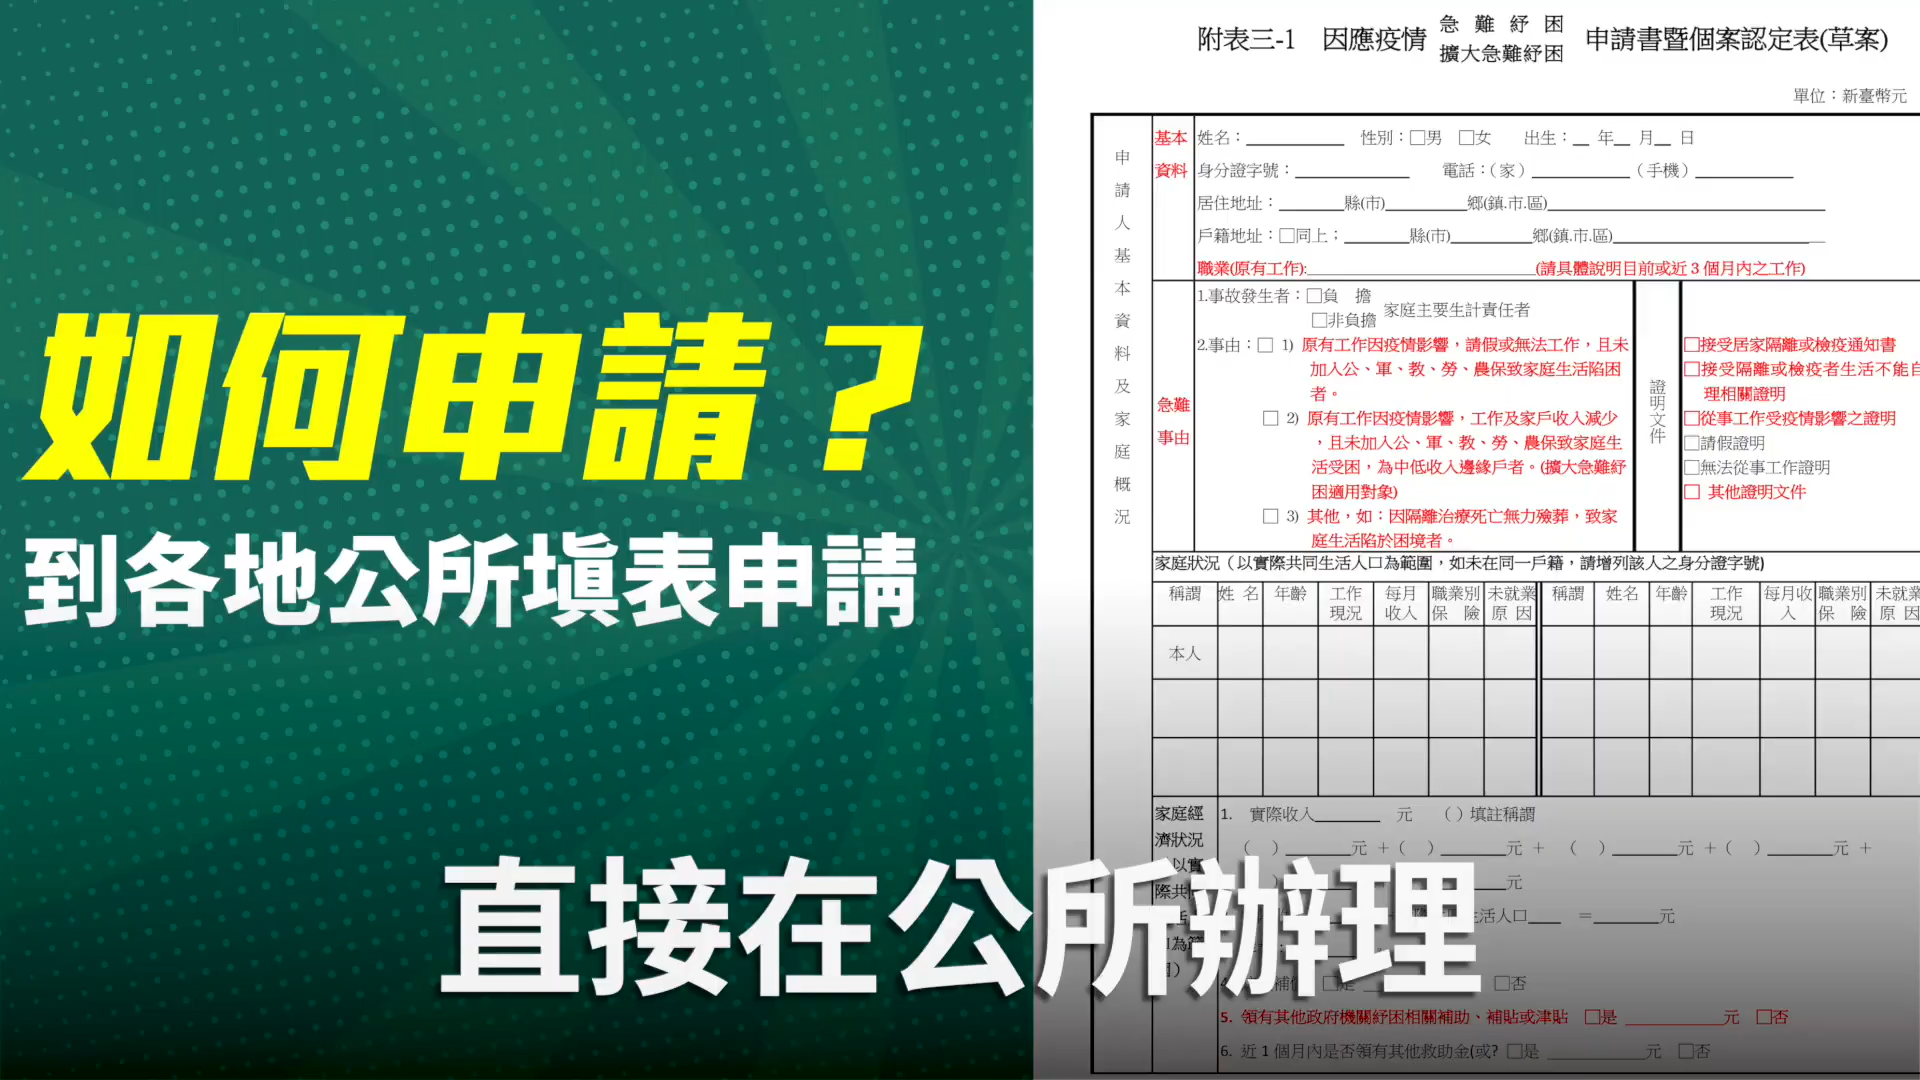 如何申請？
到各地公所填表申請
直接在公所辦理
附表三-1 因應疫情 急難紓困 擴大急難紓困 申請書暨個案認定表(草案)
單位：新臺幣元
申請人基本資料及家庭概況
基本資料
姓名： 性別：□男 □女 出生： 年 月 日
身分證字號： 電話：（家） （手機）
居住地址： 縣(市) 鄉(鎮.市.區)
戶籍地址：□同上； 縣(市) 鄉(鎮.市.區)
職業(原有工作): (請具體說明目前或近 3 個月內之工作)
急難事由
1.事故發生者：□負 擔 家庭主要生計責任者
□非負擔
2.事由：□ 1) 原有工作因疫情影響，請假或無法工作，且未
加入公、軍、教、勞、農保致家庭生活陷困
者。
□ 2) 原有工作因疫情影響，工作及家戶收入減少
，且未加入公、軍、教、勞、農保致家庭生
活受困，為中低收入邊緣戶者。(擴大急難紓
困適用對象)
□ 3) 其他，如：因隔離治療死亡無力殮葬，致家
庭生活陷於困境者。
證明文件
□接受居家隔離或檢疫通知書
□接受隔離或檢疫者生活不能自
理相關證明
□從事工作受疫情影響之證明
□請假證明
□無法從事工作證明
□ 其他證明文件
家庭狀況（以實際共同生活人口為範圍，如未在同一戶籍，請增列該人之身分證字號)
稱謂 姓 名 年齡 工作現況 每月收入 職業別保 險 未就業原 因 稱謂 姓名 年齡 工作現況 每月收入 職業別保 險 未就業原 因
本人
家庭經
濟狀況
1. 實際收入 元 （ ）填註稱謂
（ ） 元 +（ ） 元 + （ ） 元 +（ ） 元 +
元
生活人口 ＝ 元
□否
5. 領有其他政府機關紓困相關補助、補貼或津貼 □是 元 □否
6. 近 1 個月內是否領有其他救助金(或? □是 元 □否